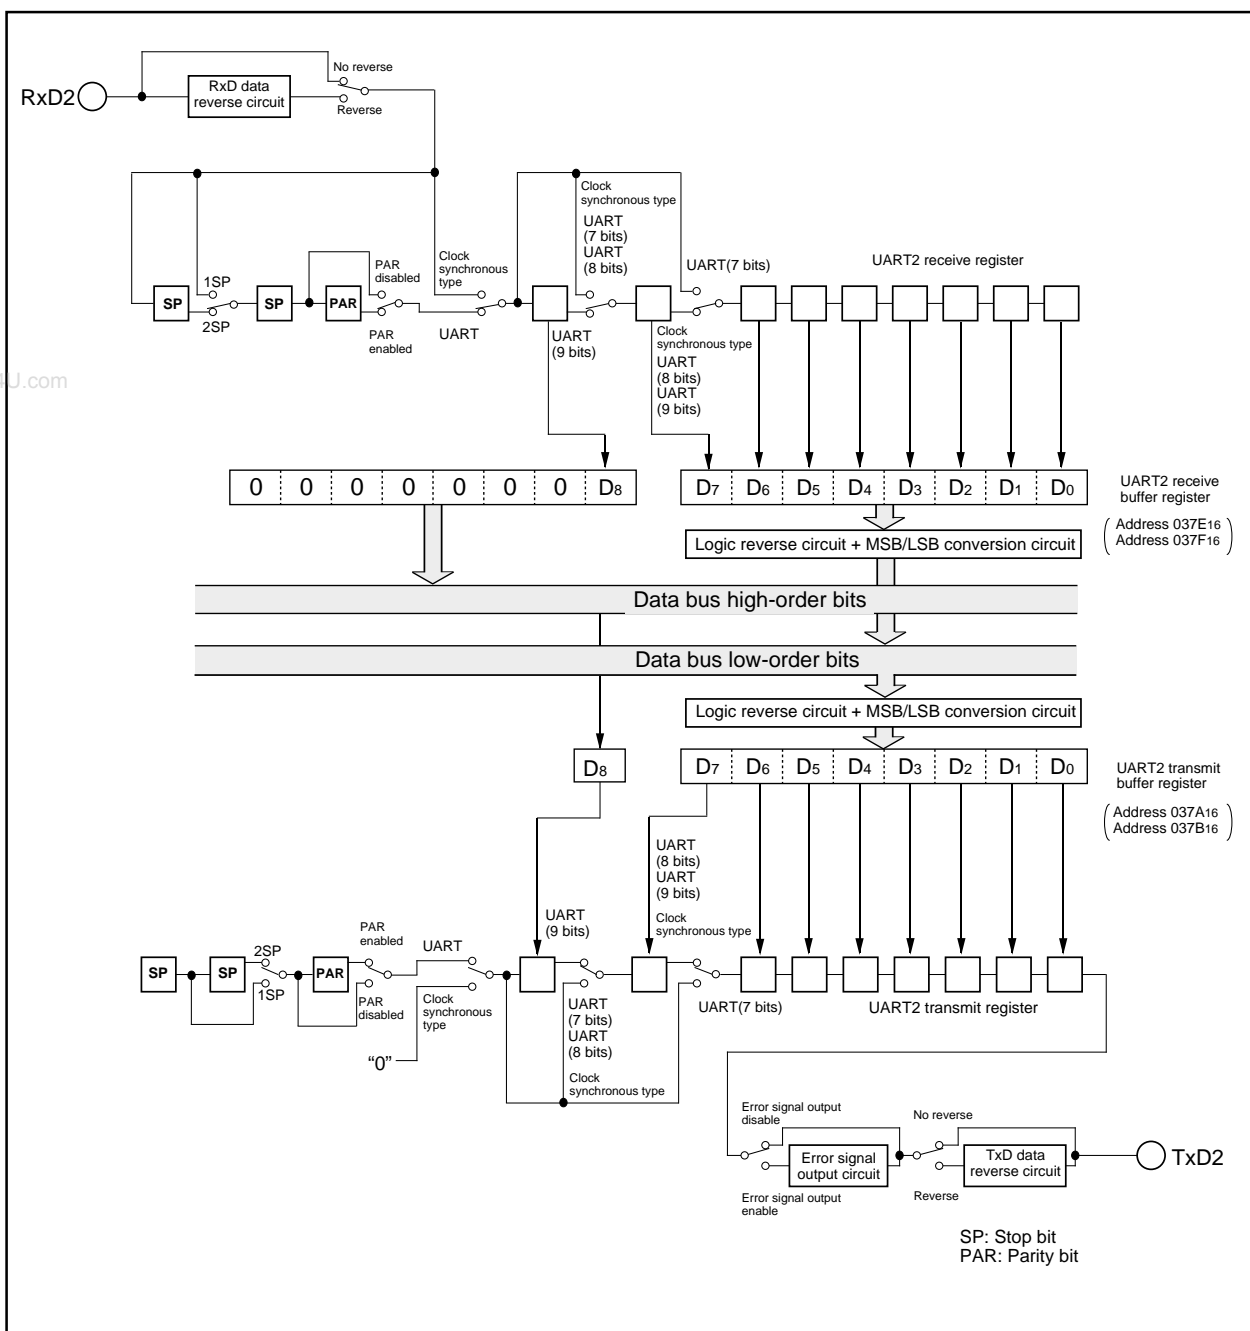 No reverse
RxD2
RxD data
reverse circuit
Reverse
Clock
synchronous type
UART
(7 bits)
UART
(8 bits)
PAR
disabled
Clock
synchronous
type
UART(7 bits)
UART2 receive register
1SP
SP
SP
PAR
2SP
PAR
enabled
UART
UART
(9 bits)
Clock
synchronous type
UART
(8 bits)
UART
(9 bits)
4U.com
0 0 0 0 0 0 0 D8
D7 D6 D5 D4 D3 D2 D1 D0
UART2 receive
buffer register
Address 037E16
Address 037F16
Logic reverse circuit + MSB/LSB conversion circuit
Data bus high-order bits
Data bus low-order bits
Logic reverse circuit + MSB/LSB conversion circuit
D8
D7 D6 D5 D4 D3 D2 D1 D0
UART2 transmit
buffer register
Address 037A16
Address 037B16
UART
(8 bits)
UART
(9 bits)
Clock
synchronous type
UART
(9 bits)
PAR
enabled
UART
2SP
SP
SP
PAR
1SP
PAR
disabled
Clock
synchronous
type
"0"
UART
(7 bits)
UART
(8 bits)
Clock
synchronous type
UART(7 bits)
UART2 transmit register
Error signal output
disable
No reverse
Error signal
output circuit
TxD data
reverse circuit
TxD2
Error signal output
enable
Reverse
SP: Stop bit
PAR: Parity bit